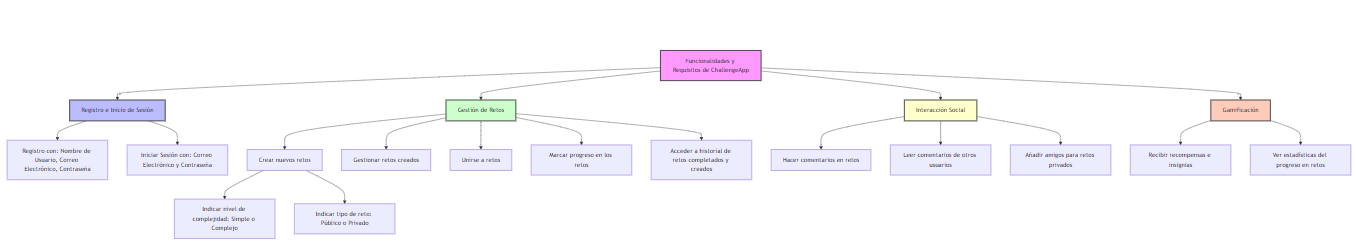 Funcionalidades y
Requisitos de ChallengeApp
Registro e Inicio de Sesión
Gestión de Retos
Interacción Social
Gamificación
Registro con: Nombre de
Usuario, Correo
Electrónico, Contraseña
Iniciar Sesión con: Correo
Electrónico y Contraseña
Crear nuevos retos
Gestionar retos creados
Unirse a retos
Marcar progreso en los
retos
Acceder a historial de
retos completados y
creados
Hacer comentarios en retos
Leer comentarios de otros
usuarios
Añadir amigos para retos
privados
Recibir recompensas e
insignias
Ver estadísticas del
progreso en retos
Indicar nivel de
complejidad: Simple o
Complejo
Indicar tipo de reto:
Público o Privado